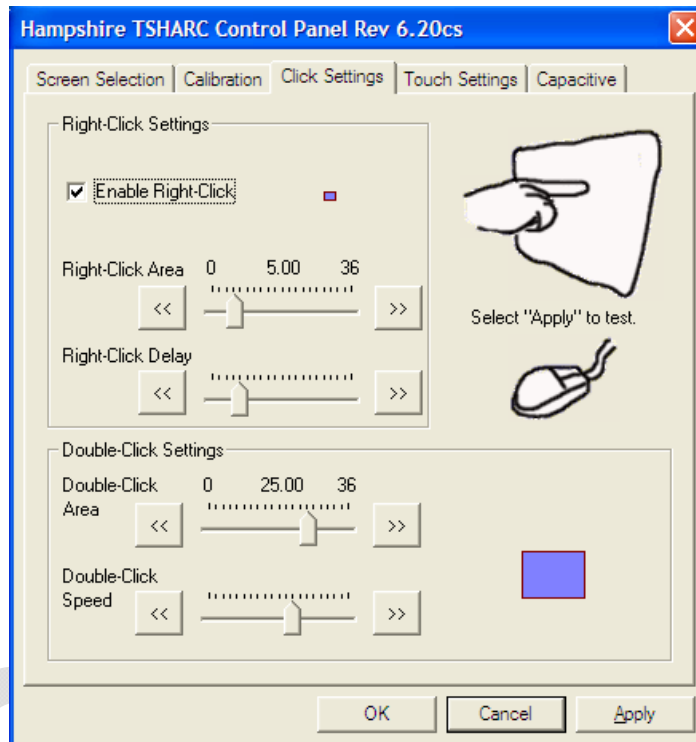 Hampshire TSHARC Control Panel Rev 6.20cs
Screen Selection Calibration Click Settings Touch Settings Capacitive
Right-Click Settings
Enable Right-Click
Right-Click Area 0 5.00 36
<< >>
Select "Apply" to test.
Right-Click Delay
<< >>
Double-Click Settings
Double-Click Area 0 25.00 36
<< >>
Double-Click Speed
<< >>
OK Cancel Apply